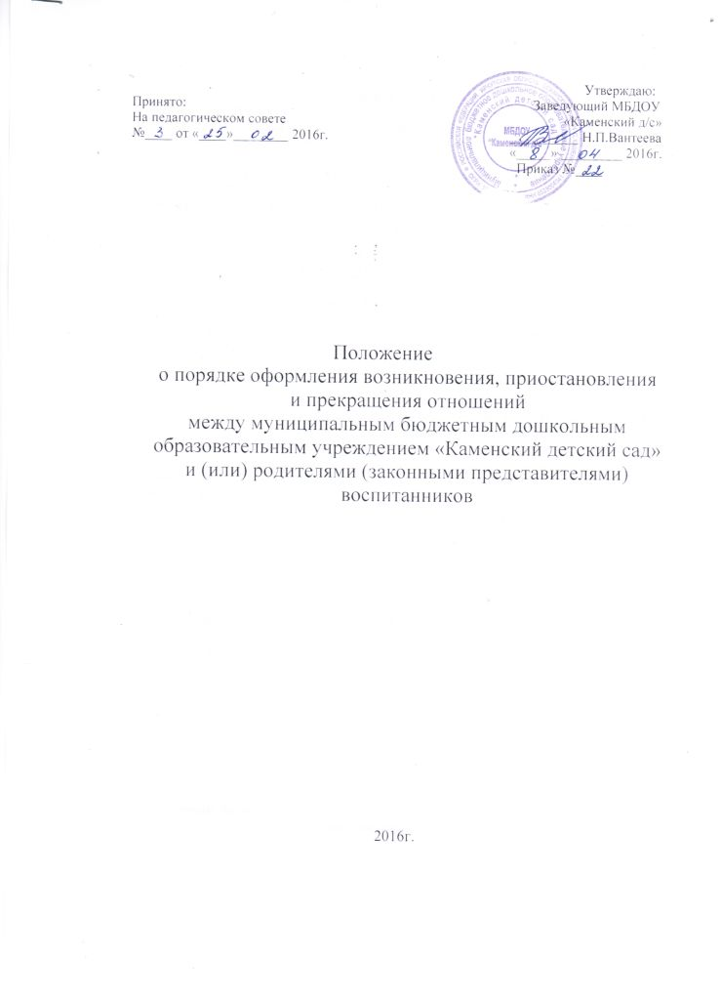 Принято:
На педагогическом совете
№ 3 от « 25 » 02 2016г.
Утверждаю:
Заведующий МБДОУ
«Каменский д/с»
Н.П.Вантеева
« 8 » 04 2016г.
Приказ № 22
МБДОУ
"Каменский д/с"
Положение
о порядке оформления возникновения, приостановления
и прекращения отношений
между муниципальным бюджетным дошкольным
образовательным учреждением «Каменский детский сад»
и (или) родителями (законными представителями)
воспитанников
2016г.